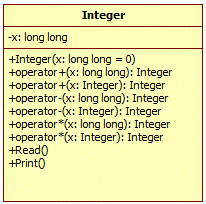 Integer
-x: long long
+Integer(x: long long = 0)
+operator+(x: long long): Integer
+operator+(x: Integer): Integer
+operator-(x: long long): Integer
+operator-(x: Integer): Integer
+operator*(x: long long): Integer
+operator*(x: Integer): Integer
+Read()
+Print()